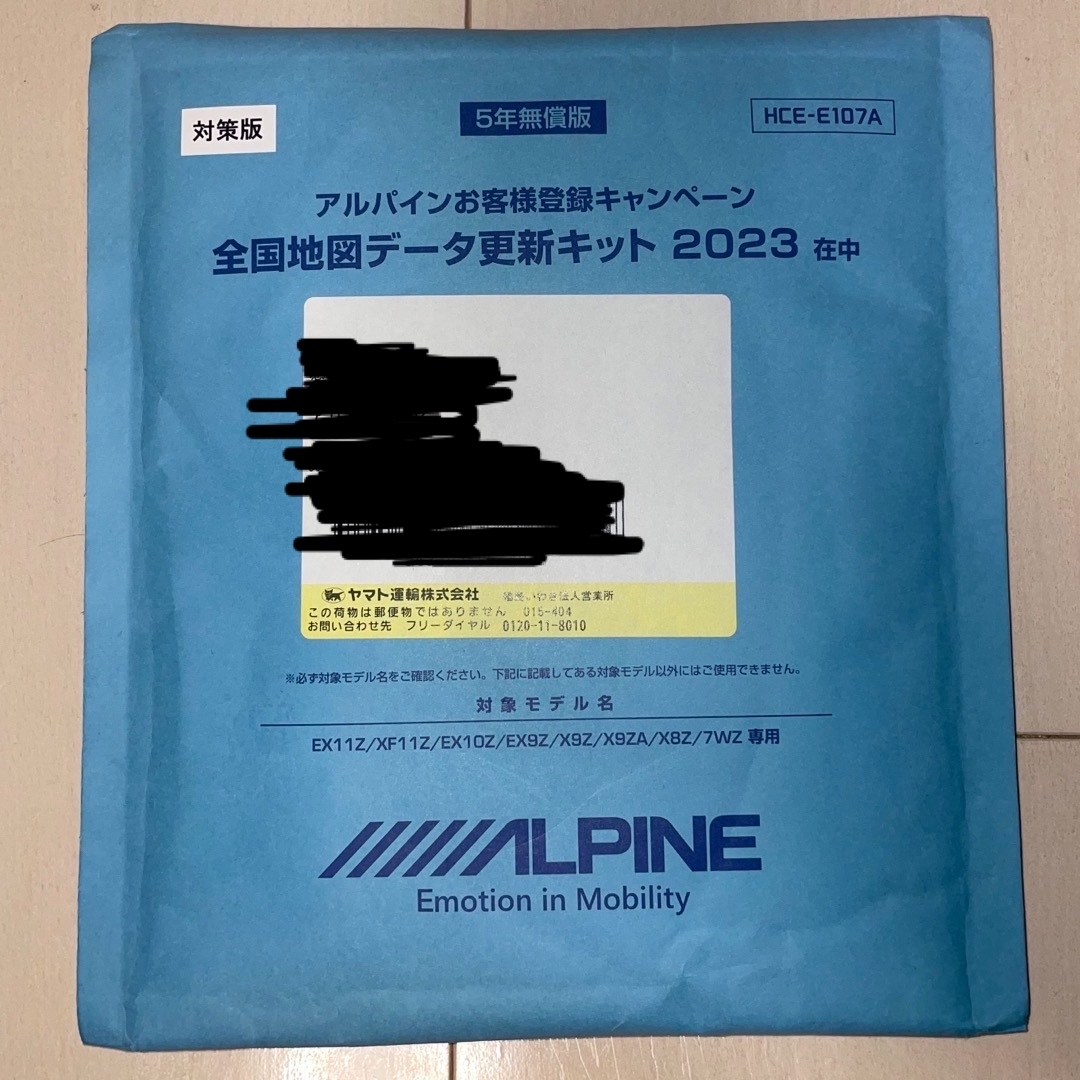 対策版
5年無償版
HCE-E107A
アルパインお客様登録キャンペーン
全国地図データ更新キット 2023 在中
ヤマト運輸株式会社 法人営業所
この荷物は郵便物ではありません 015-404
お問い合わせ先 フリーダイヤル 0120-11-8010
※必ず対象モデル名をご確認ください。下記に記載してある対象モデル以外にはご使用できません。
対象モデル名
EX11Z/XF11Z/EX10Z/EX9Z/X9Z/X9ZA/X8Z/7WZ 専用
ALPINE
Emotion in Mobility